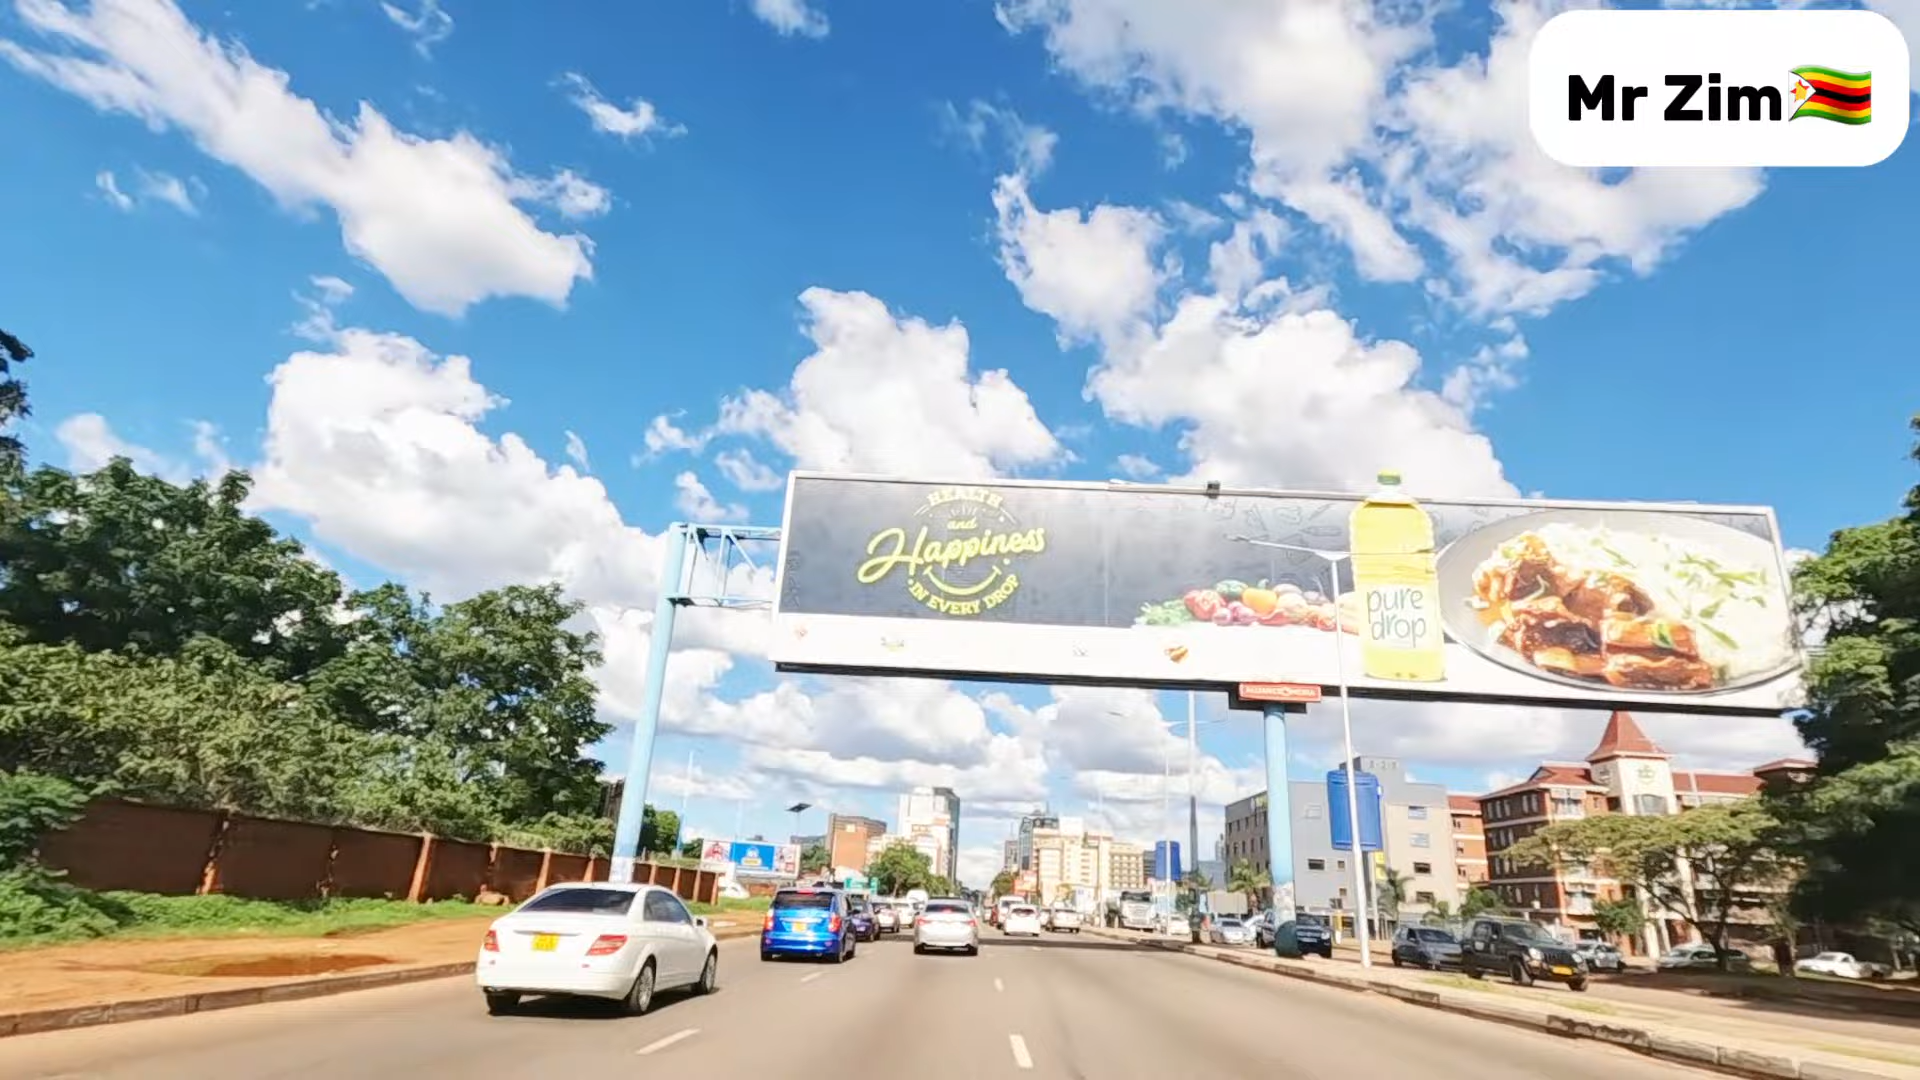 Mr Zim🇿🇼
HEALTH
and
Happiness
IN EVERY DROP
pure
drop